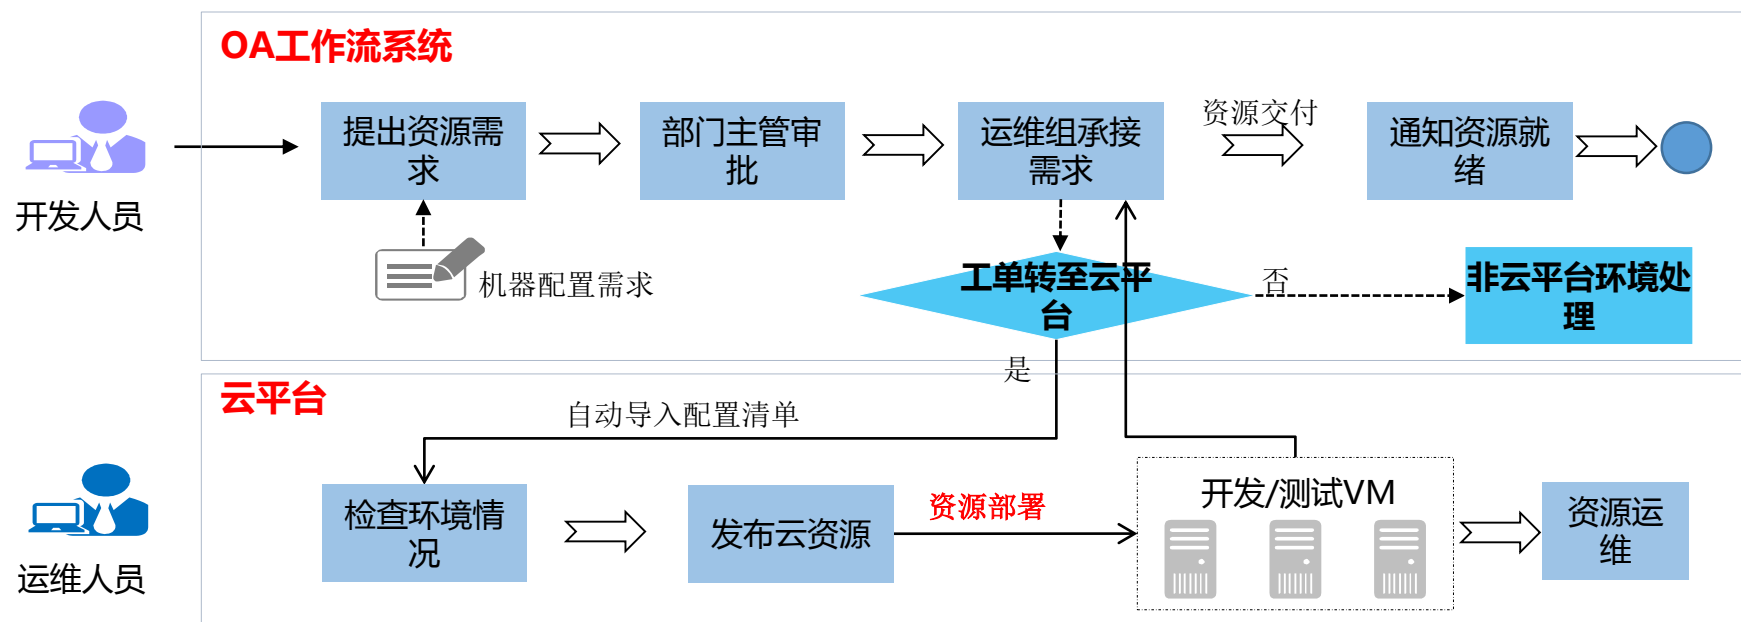 OA工作流系统
提出资源需
求
部门主管审
批
运维组承接
需求
资源交付
通知资源就
绪
开发人员
机器配置需求
工单转至云平
台
否
非云平台环境处
理
是
云平台
自动导入配置清单
检查环境情
况
发布云资源
资源部署
开发/测试VM
资源运
维
运维人员